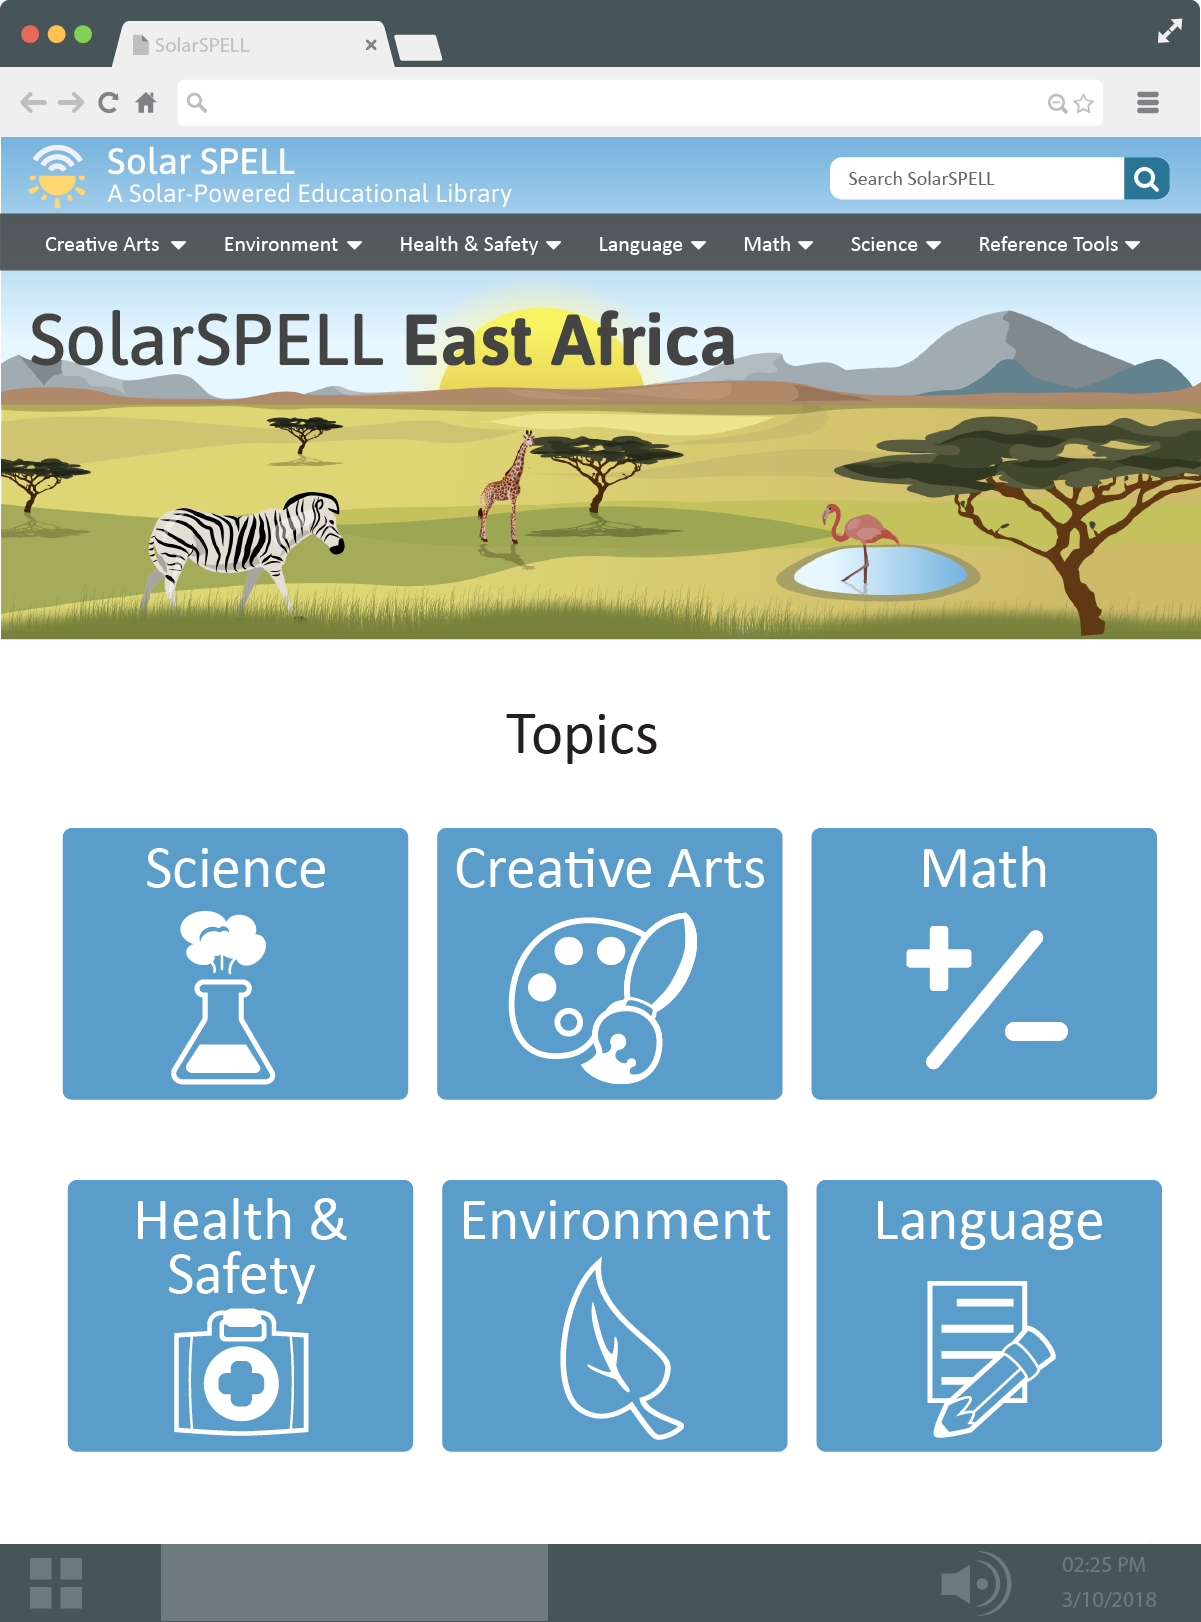 SolarSPELL
Solar SPELL
A Solar-Powered Educational Library
Search SolarSPELL
Creative Arts Environment Health & Safety Language Math Science Reference Tools
SolarSPELL East Africa
Topics
Science Creative Arts Math
Health &
Safety
Environment Language
02:25 PM
3/10/2018